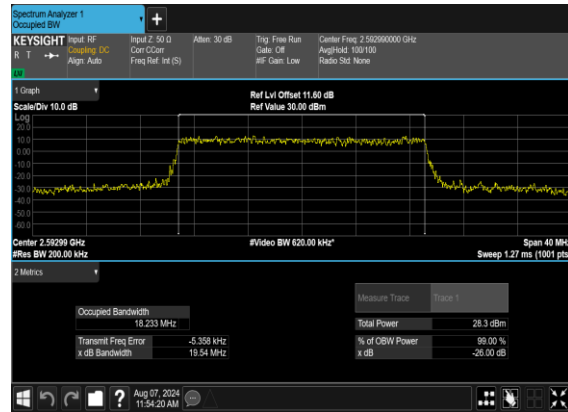 Spectrum Analyzer 1
Occupied BW
+
KEYSIGHT Input: RF Input Z: 50 Ω Atten: 30 dB Trig: Free Run Center Freq: 2.592990000 GHz
R T Coupling: DC Corr CCorr Gate: Off Avg|Hold: 100/100
Align: Auto Freq Ref: Int (S) #IF Gain: Low Radio Std: None
1 Graph
Scale/Div 10.0 dB
Ref Lvl Offset 11.60 dB
Ref Value 30.00 dBm
Log
20.0
10.0
0.00
-10.0
-20.0
-30.0
-40.0
-50.0
-60.0
Center 2.59299 GHz #Video BW 620.00 kHz* Span 40 MHz
#Res BW 200.00 kHz Sweep 1.27 ms (1001 pts
2 Metrics
Measure Trace Trace 1
Occupied Bandwidth
18.233 MHz
Total Power 28.3 dBm
Transmit Freq Error -5.358 kHz % of OBW Power 99.00 %
x dB Bandwidth 19.54 MHz x dB -26.00 dB
? Aug 07, 2024
11:54:20 AM